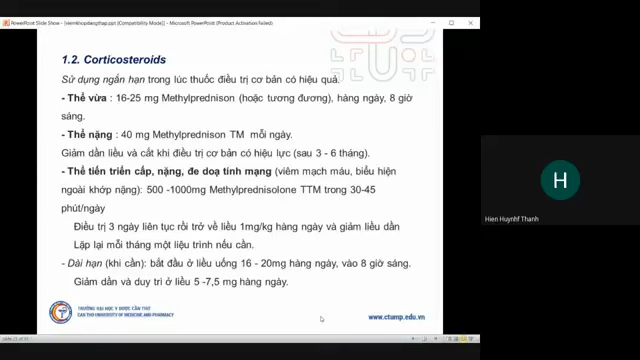 PowerPoint Slide Show - [viemkhopdangthap.ppt [Compatibility Mode]] - Microsoft PowerPoint (Product Activation Failed)
1.2. Corticosteroids
Sử dụng ngắn hạn trong lúc thuốc điều trị cơ bản có hiệu quả.
- Thể vừa : 16-25 mg Methylprednison (hoặc tương đương), hàng ngày, 8 giờ
sáng.
- Thể nặng : 40 mg Methylprednison TM mỗi ngày.
Giảm dần liều và cắt khi điều trị cơ bản có hiệu lực (sau 3 - 6 tháng).
- Thể tiến triển cấp, nặng, đe doạ tính mạng (viêm mạch máu, biểu hiện
ngoài khớp nặng): 500 -1000mg Methylprednisolone TTM trong 30-45
phút/ngày
Điều trị 3 ngày liên tục rồi trở về liều 1mg/kg hàng ngày và giảm liều dần
Lập lại mỗi tháng một liệu trình nếu cần.
- Dài hạn (khi cần): bắt đầu ở liều uống 16 - 20mg hàng ngày, vào 8 giờ sáng.
Giảm dần và duy trì ở liều 5 -7,5 mg hàng ngày.
TRƯỜNG ĐẠI HỌC Y DƯỢC CẦN THƠ
CAN THO UNIVERSITY OF MEDICINE AND PHARMACY
www.ctump.edu.vn
H
Hien Huynhf Thanh